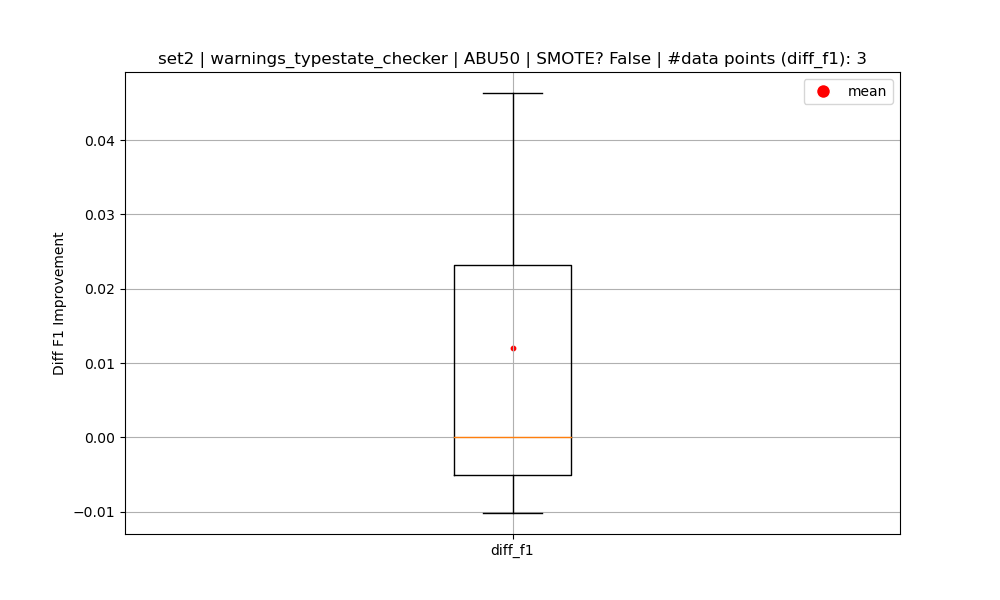 set2 | warnings_typestate_checker | ABU50 | SMOTE? False | #data points (diff_f1): 3
mean
0.04
0.03
0.02
0.01
0.00
−0.01
Diff F1 Improvement
diff_f1